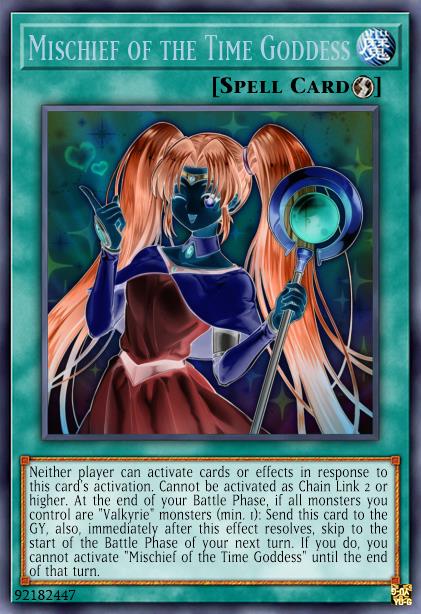 MISCHIEF OF THE TIME GODDESS
魔
[SPELL CARD]
Neither player can activate cards or effects in response to
this card's activation. Cannot be activated as Chain Link 2 or
higher. At the end of your Battle Phase, if all monsters you
control are "Valkyrie" monsters (min. 1): Send this card to the
GY, also, immediately after this effect resolves, skip to the
start of the Battle Phase of your next turn. If you do, you
cannot activate "Mischief of the Time Goddess" until the end
of that turn.
92182447